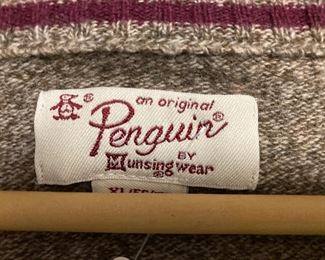 ®
an original
Penguin®
BY
Munsingwear